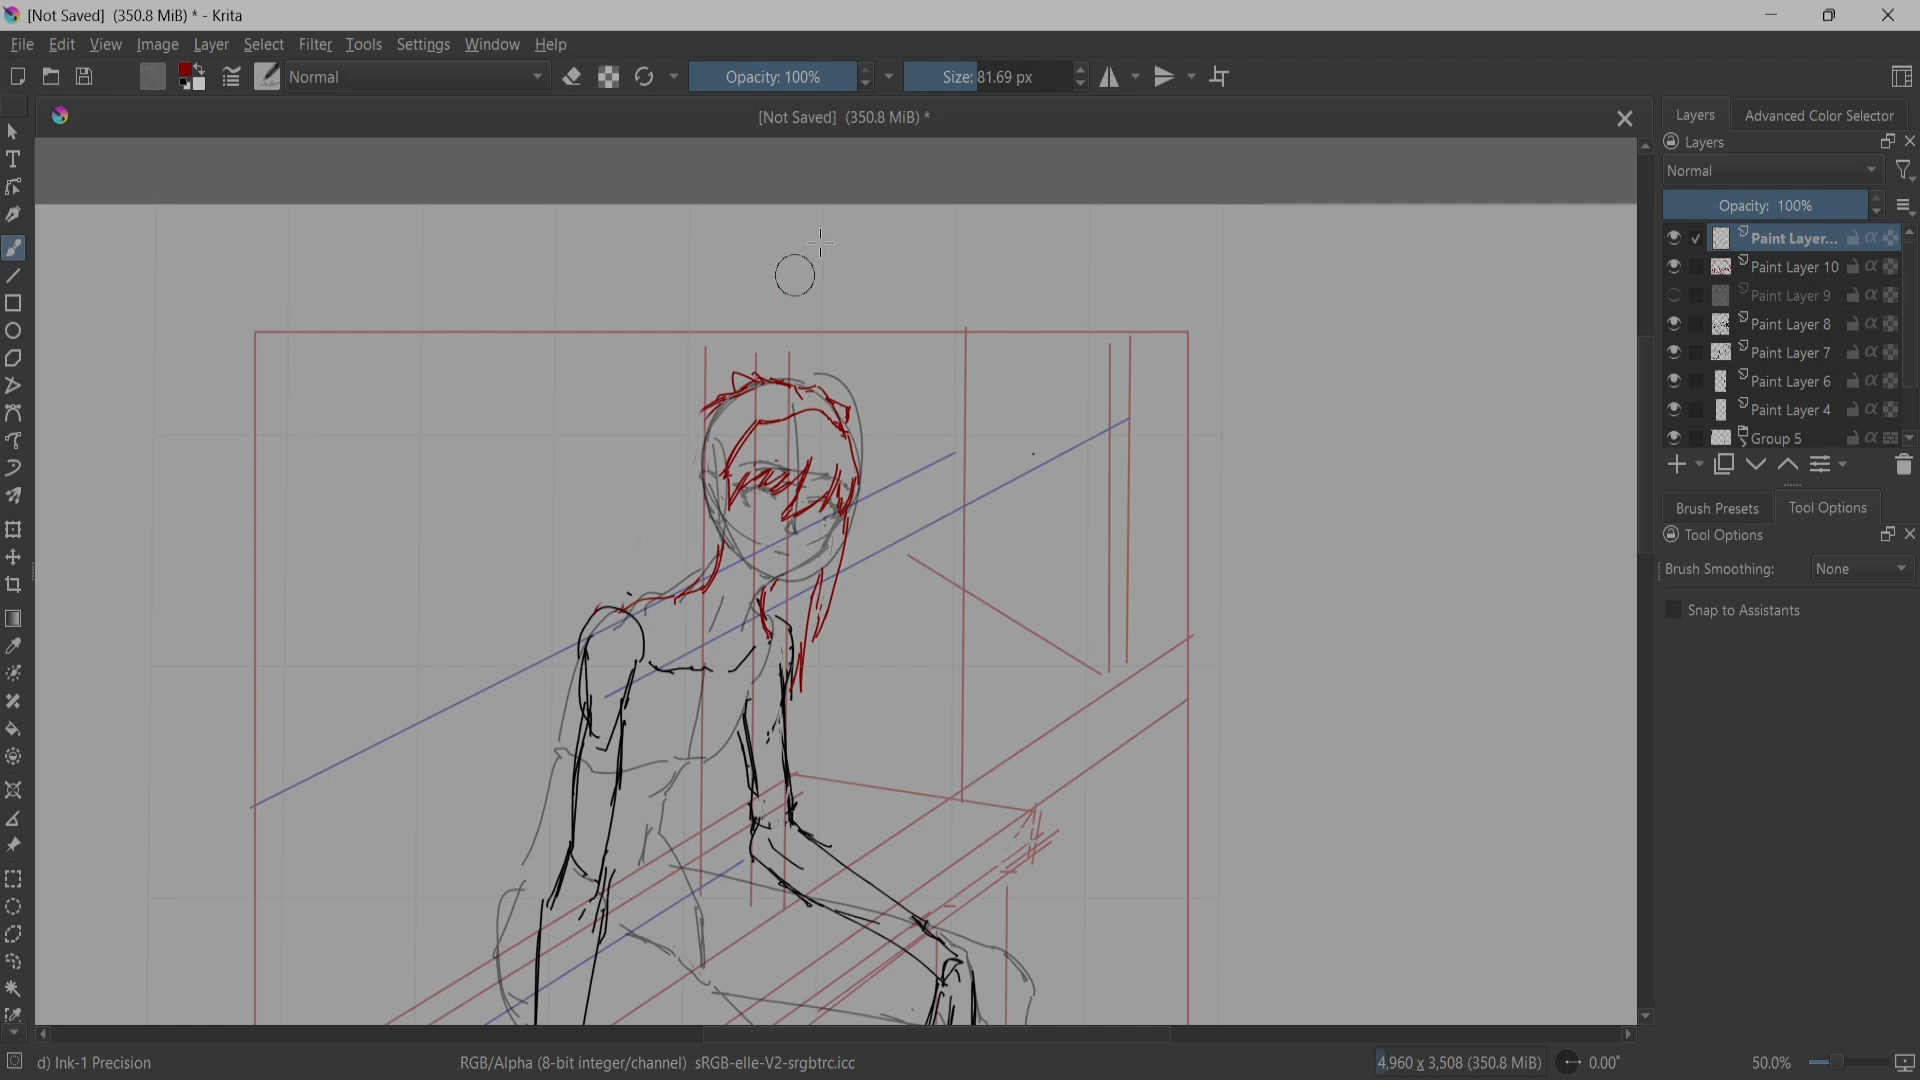 [Not Saved]  (350.8 MiB) * - Krita
File Edit View Image Layer Select Filter Tools Settings Window Help
Normal
Opacity: 100%
Size: 81.69 px
[Not Saved]  (350.8 MiB) *
Layers
Advanced Color Selector
Layers
Normal
Opacity:  100%
Paint Layer...
Paint Layer 10
Paint Layer 9
Paint Layer 8
Paint Layer 7
Paint Layer 6
Paint Layer 4
Group 5
Brush Presets
Tool Options
Tool Options
Brush Smoothing:
None
Snap to Assistants
d) Ink-1 Precision
RGB/Alpha (8-bit integer/channel)  sRGB-elle-V2-srgbtrc.icc
4,960 x 3,508 (350.8 MiB)
0.00°
50.0%